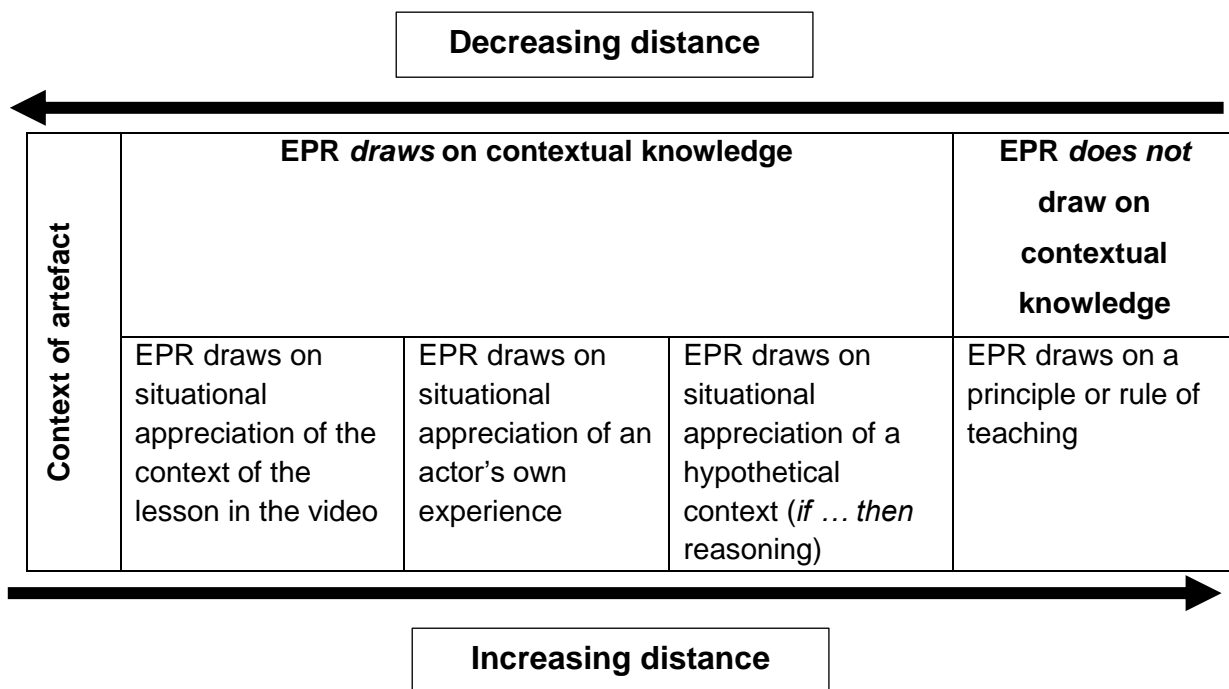 Decreasing distance
Context of artefact
EPR draws on contextual knowledge
EPR does not
draw on
contextual
knowledge
EPR draws on
situational
appreciation of the
context of the
lesson in the video
EPR draws on
situational
appreciation of an
actor’s own
experience
EPR draws on
situational
appreciation of a
hypothetical
context (if … then
reasoning)
EPR draws on a
principle or rule of
teaching
Increasing distance